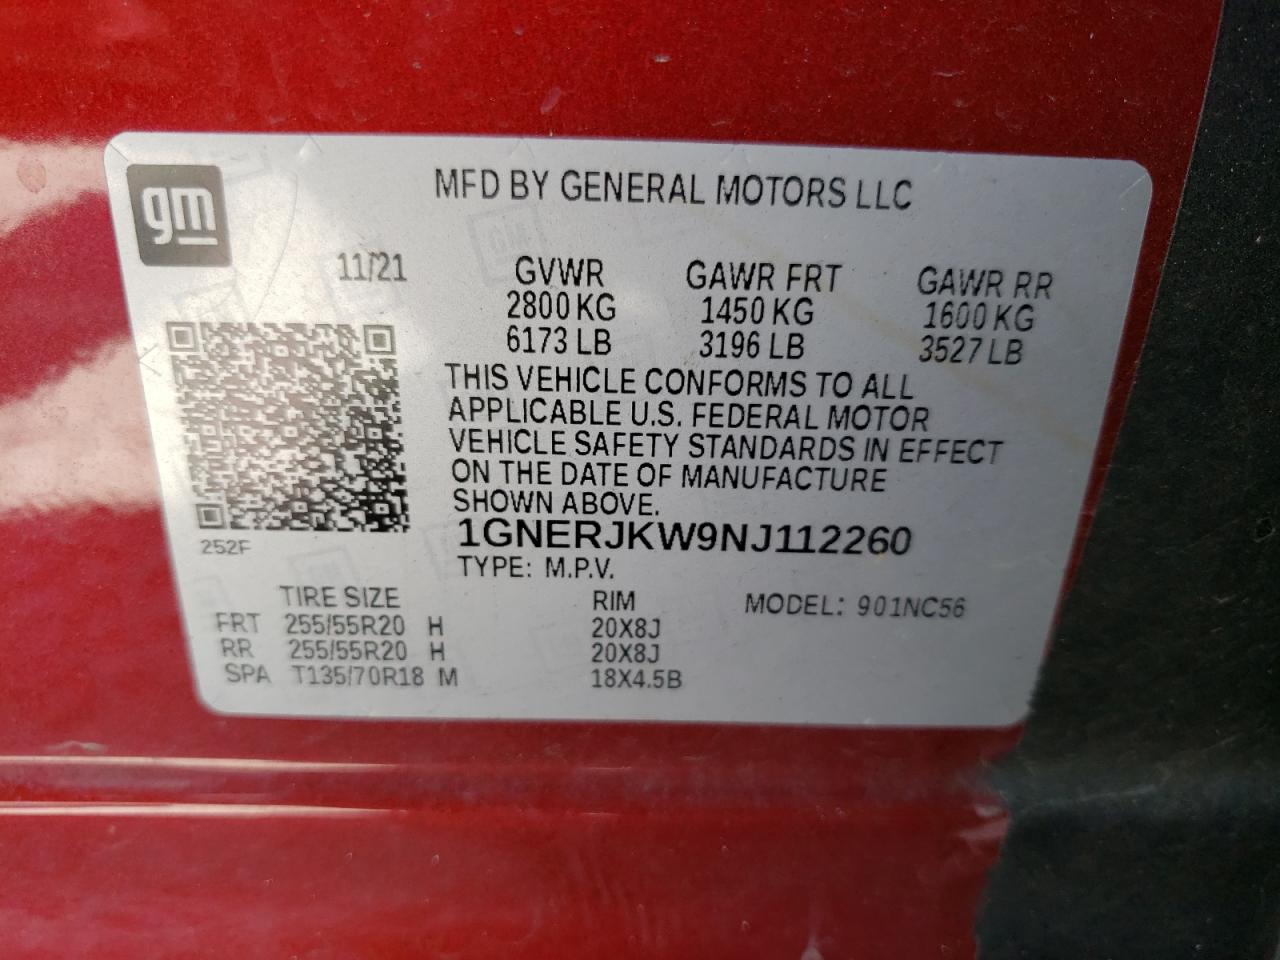 gm
MFD BY GENERAL MOTORS LLC
11/21 GVWR GAWR FRT GAWR RR
2800 KG 1450 KG 1600 KG
6173 LB 3196 LB 3527 LB
THIS VEHICLE CONFORMS TO ALL
APPLICABLE U.S. FEDERAL MOTOR
VEHICLE SAFETY STANDARDS IN EFFECT
ON THE DATE OF MANUFACTURE
SHOWN ABOVE.
1GNERJKW9NJ112260
252F
TYPE: M.P.V.
TIRE SIZE RIM MODEL: 901NC56
FRT 255/55R20 H 20X8J
RR 255/55R20 H 20X8J
SPA T135/70R18 M 18X4.5B